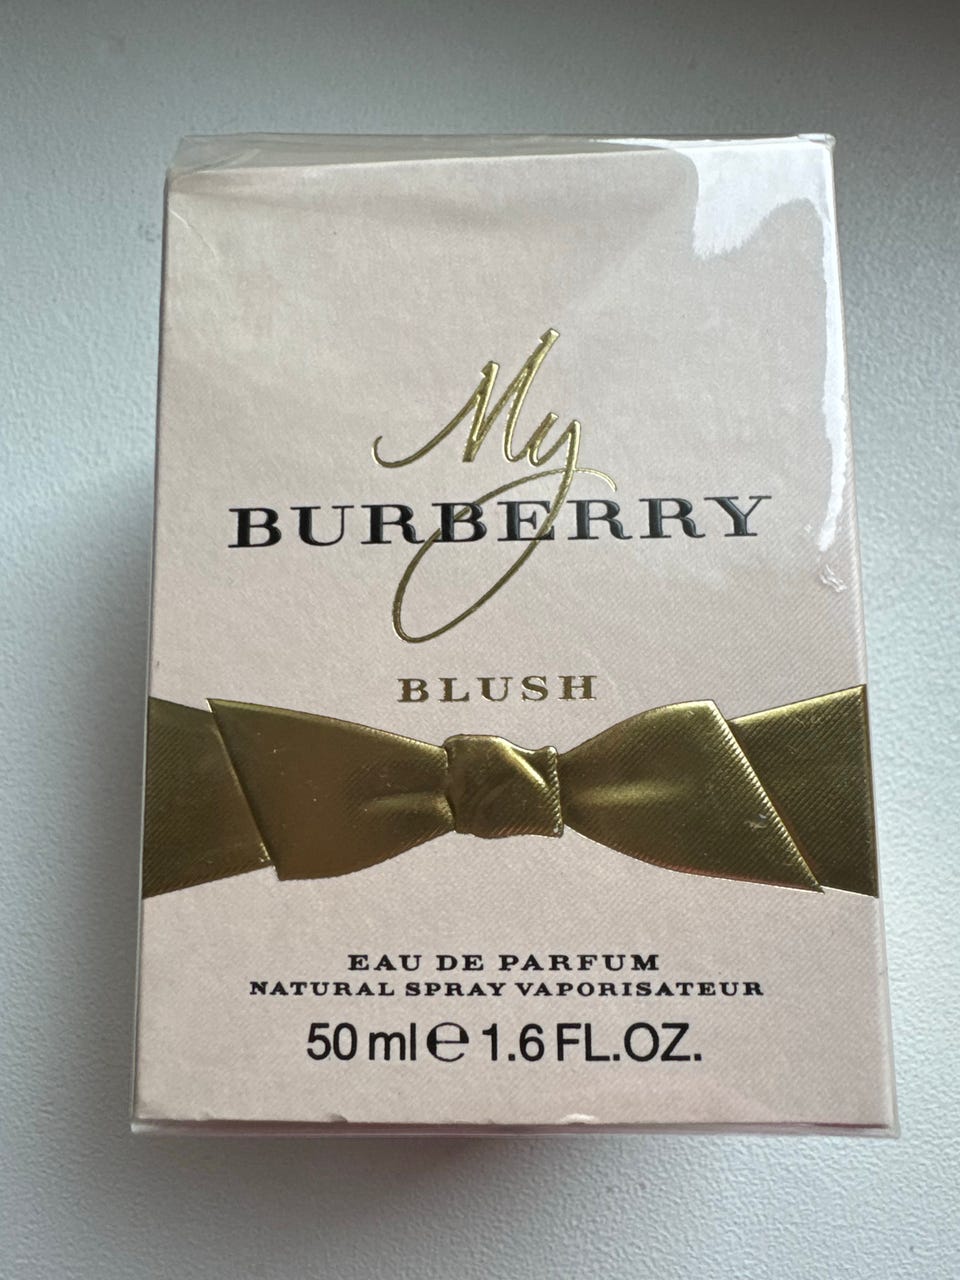 My
BURBERRY
BLUSH
EAU DE PARFUM
NATURAL SPRAY VAPORISATEUR
50 ml ℮ 1.6 FL.OZ.